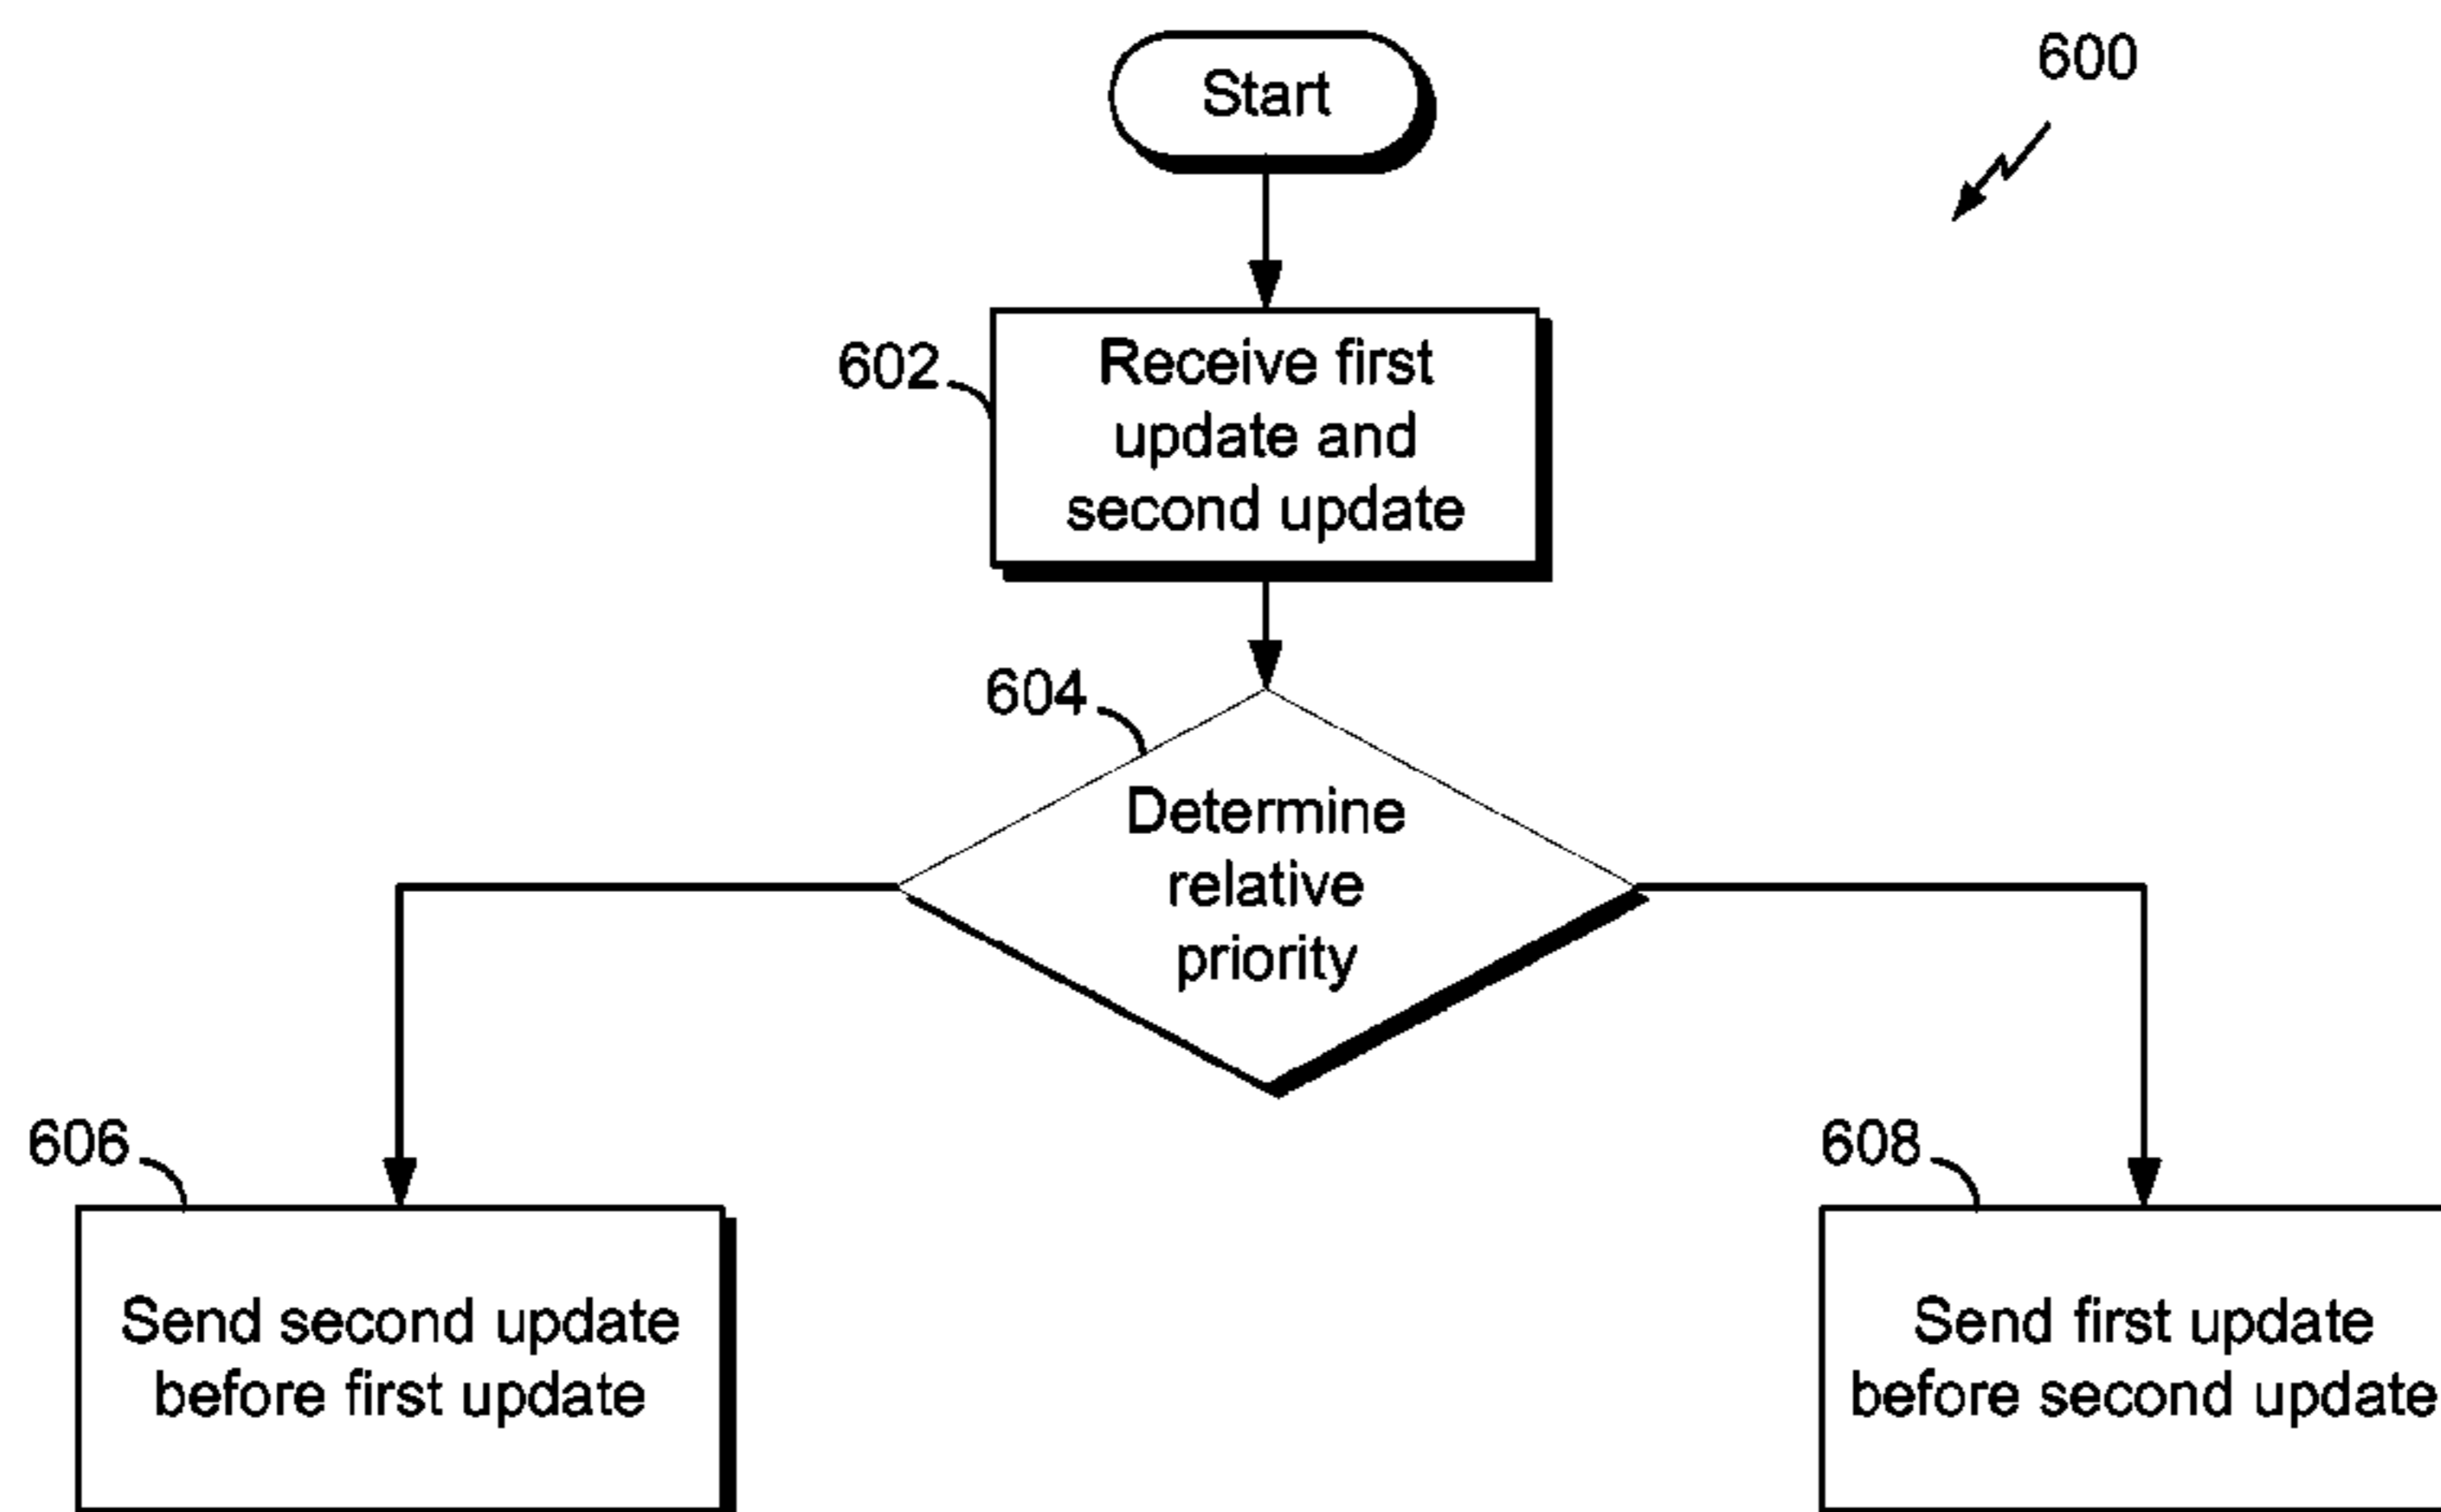 Start
600
602
Receive first
update and
second update
604
Determine
relative
priority
606
Send second update
before first update
608
Send first update
before second update